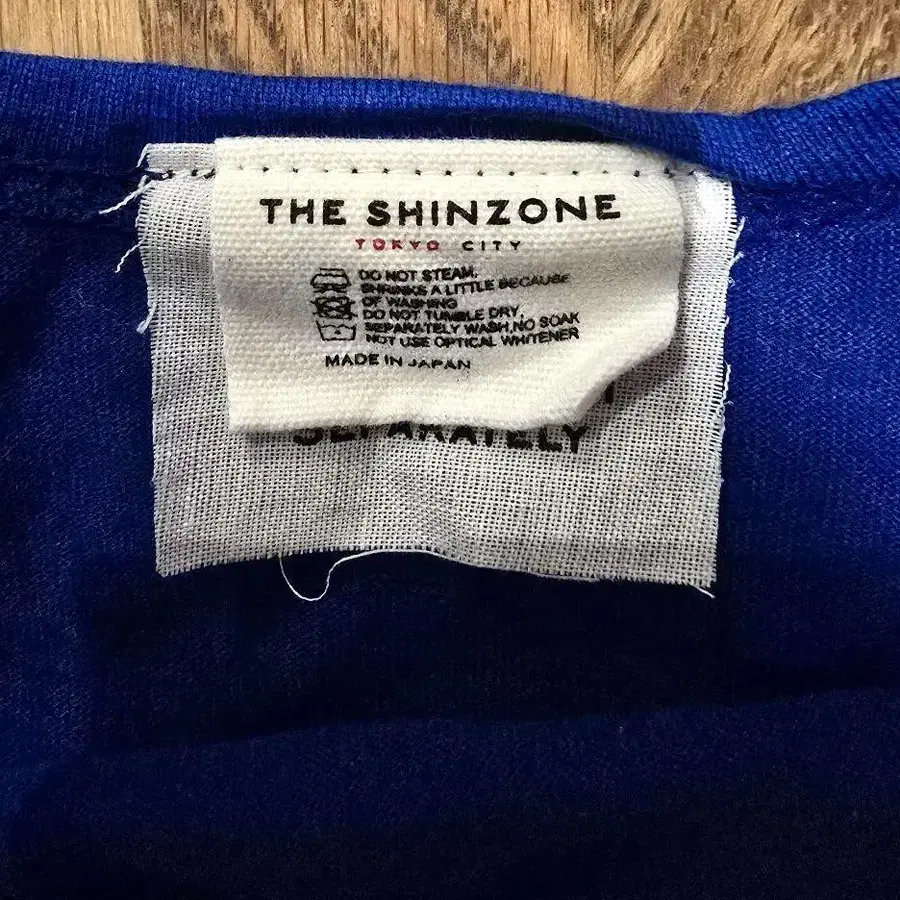 THE SHINZONE
TOKYO CITY
DO NOT STEAM.
SHRINKS A LITTLE BECAUSE
OF WASHING
DO NOT TUMBLE DRY,
SEPARATELY WASH,NO SOAK
NOT USE OPTICAL WHITENER
MADE IN JAPAN
SEPARATELY